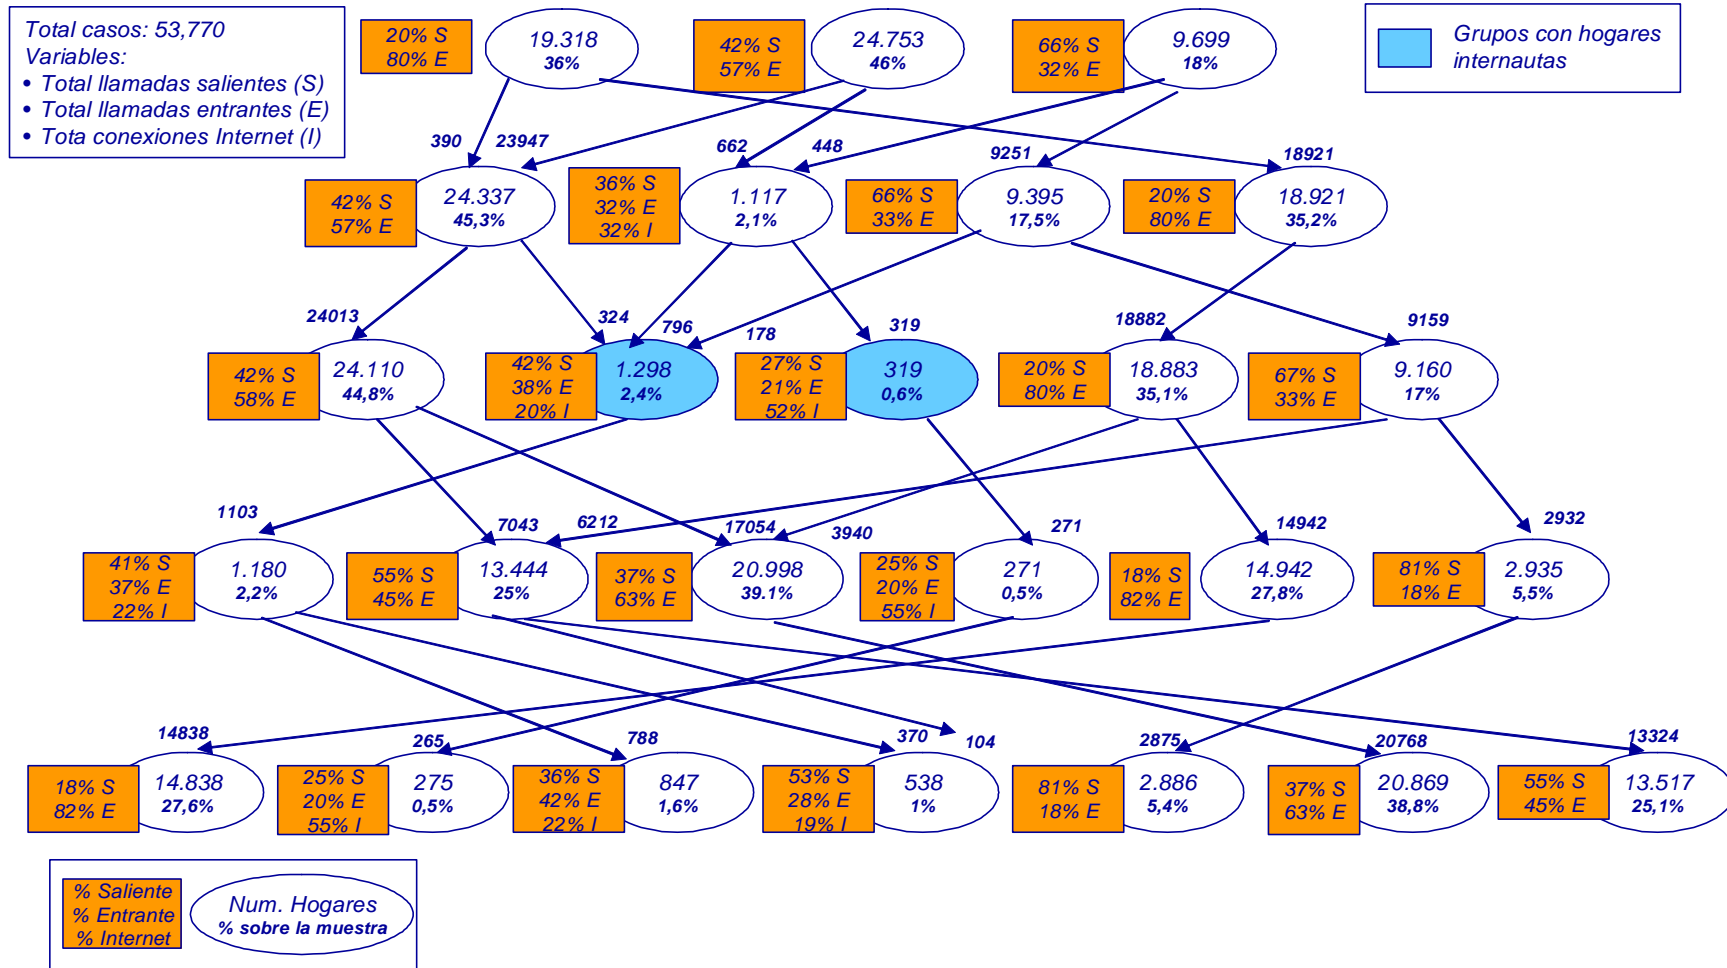 Total casos: 53,770
Variables:
• Total llamadas salientes (S)
• Total llamadas entrantes (E)
• Tota conexiones Internet (I)
20% S
80% E
19.318
36%
42% S
57% E
24.753
46%
66% S
32% E
9.699
18%
Grupos con hogares
internautas
390
23947
662
448
9251
18921
42% S
57% E
24.337
45,3%
36% S
32% E
32% I
1.117
2,1%
66% S
33% E
9.395
17,5%
20% S
80% E
18.921
35,2%
24013
324
796
178
319
18882
9159
42% S
58% E
24.110
44,8%
42% S
38% E
20% I
1.298
2,4%
27% S
21% E
52% I
319
0,6%
20% S
80% E
18.883
35,1%
67% S
33% E
9.160
17%
1103
7043
6212
17054
3940
271
14942
2932
41% S
37% E
22% I
1.180
2,2%
55% S
45% E
13.444
25%
37% S
63% E
20.998
39.1%
25% S
20% E
55% I
271
0,5%
18% S
82% E
14.942
27,8%
81% S
18% E
2.935
5,5%
14838
265
788
370
104
2875
20768
13324
18% S
82% E
14.838
27,6%
25% S
20% E
55% I
275
0,5%
36% S
42% E
22% I
847
1,6%
53% S
28% E
19% I
538
1%
81% S
18% E
2.886
5,4%
37% S
63% E
20.869
38,8%
55% S
45% E
13.517
25,1%
% Saliente
% Entrante
% Internet
Num. Hogares
% sobre la muestra